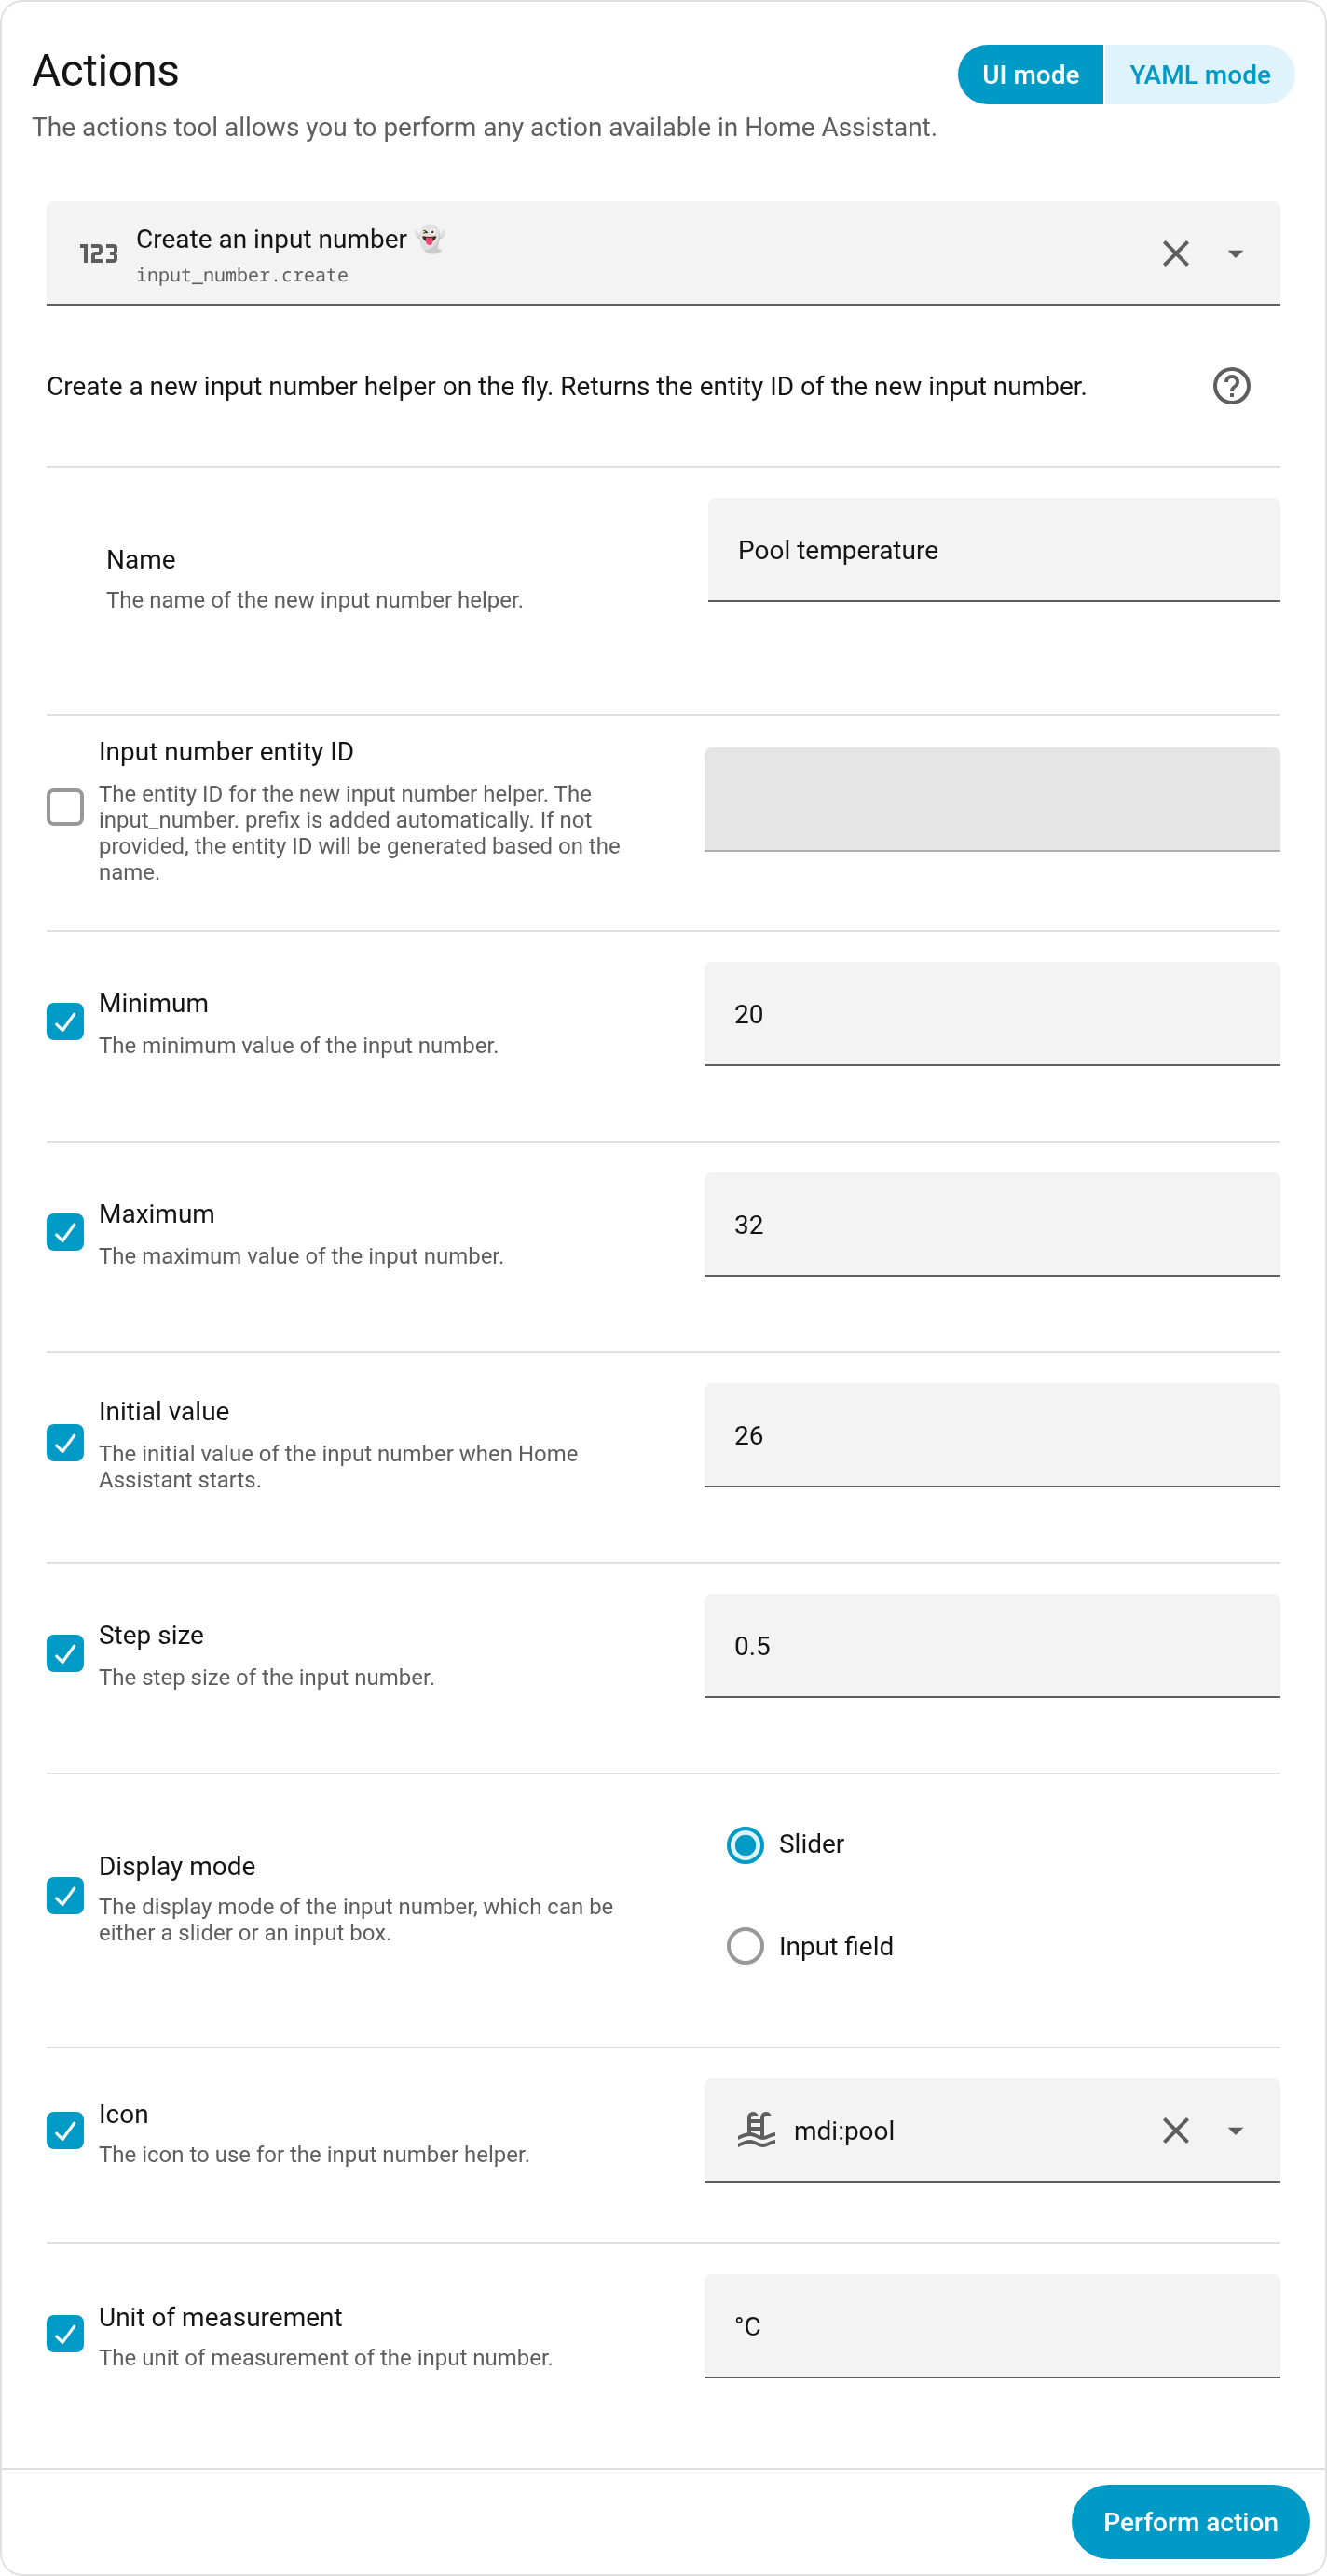 Actions
UI mode
YAML mode
The actions tool allows you to perform any action available in Home Assistant.
123
Create an input number 👻
input_number.create
Create a new input number helper on the fly. Returns the entity ID of the new input number.
Name
The name of the new input number helper.
Pool temperature
Input number entity ID
The entity ID for the new input number helper. The
input_number. prefix is added automatically. If not
provided, the entity ID will be generated based on the
name.
Minimum
The minimum value of the input number.
20
Maximum
The maximum value of the input number.
32
Initial value
The initial value of the input number when Home
Assistant starts.
26
Step size
The step size of the input number.
0.5
Display mode
The display mode of the input number, which can be
either a slider or an input box.
Slider
Input field
Icon
The icon to use for the input number helper.
mdi:pool
Unit of measurement
The unit of measurement of the input number.
°C
Perform action